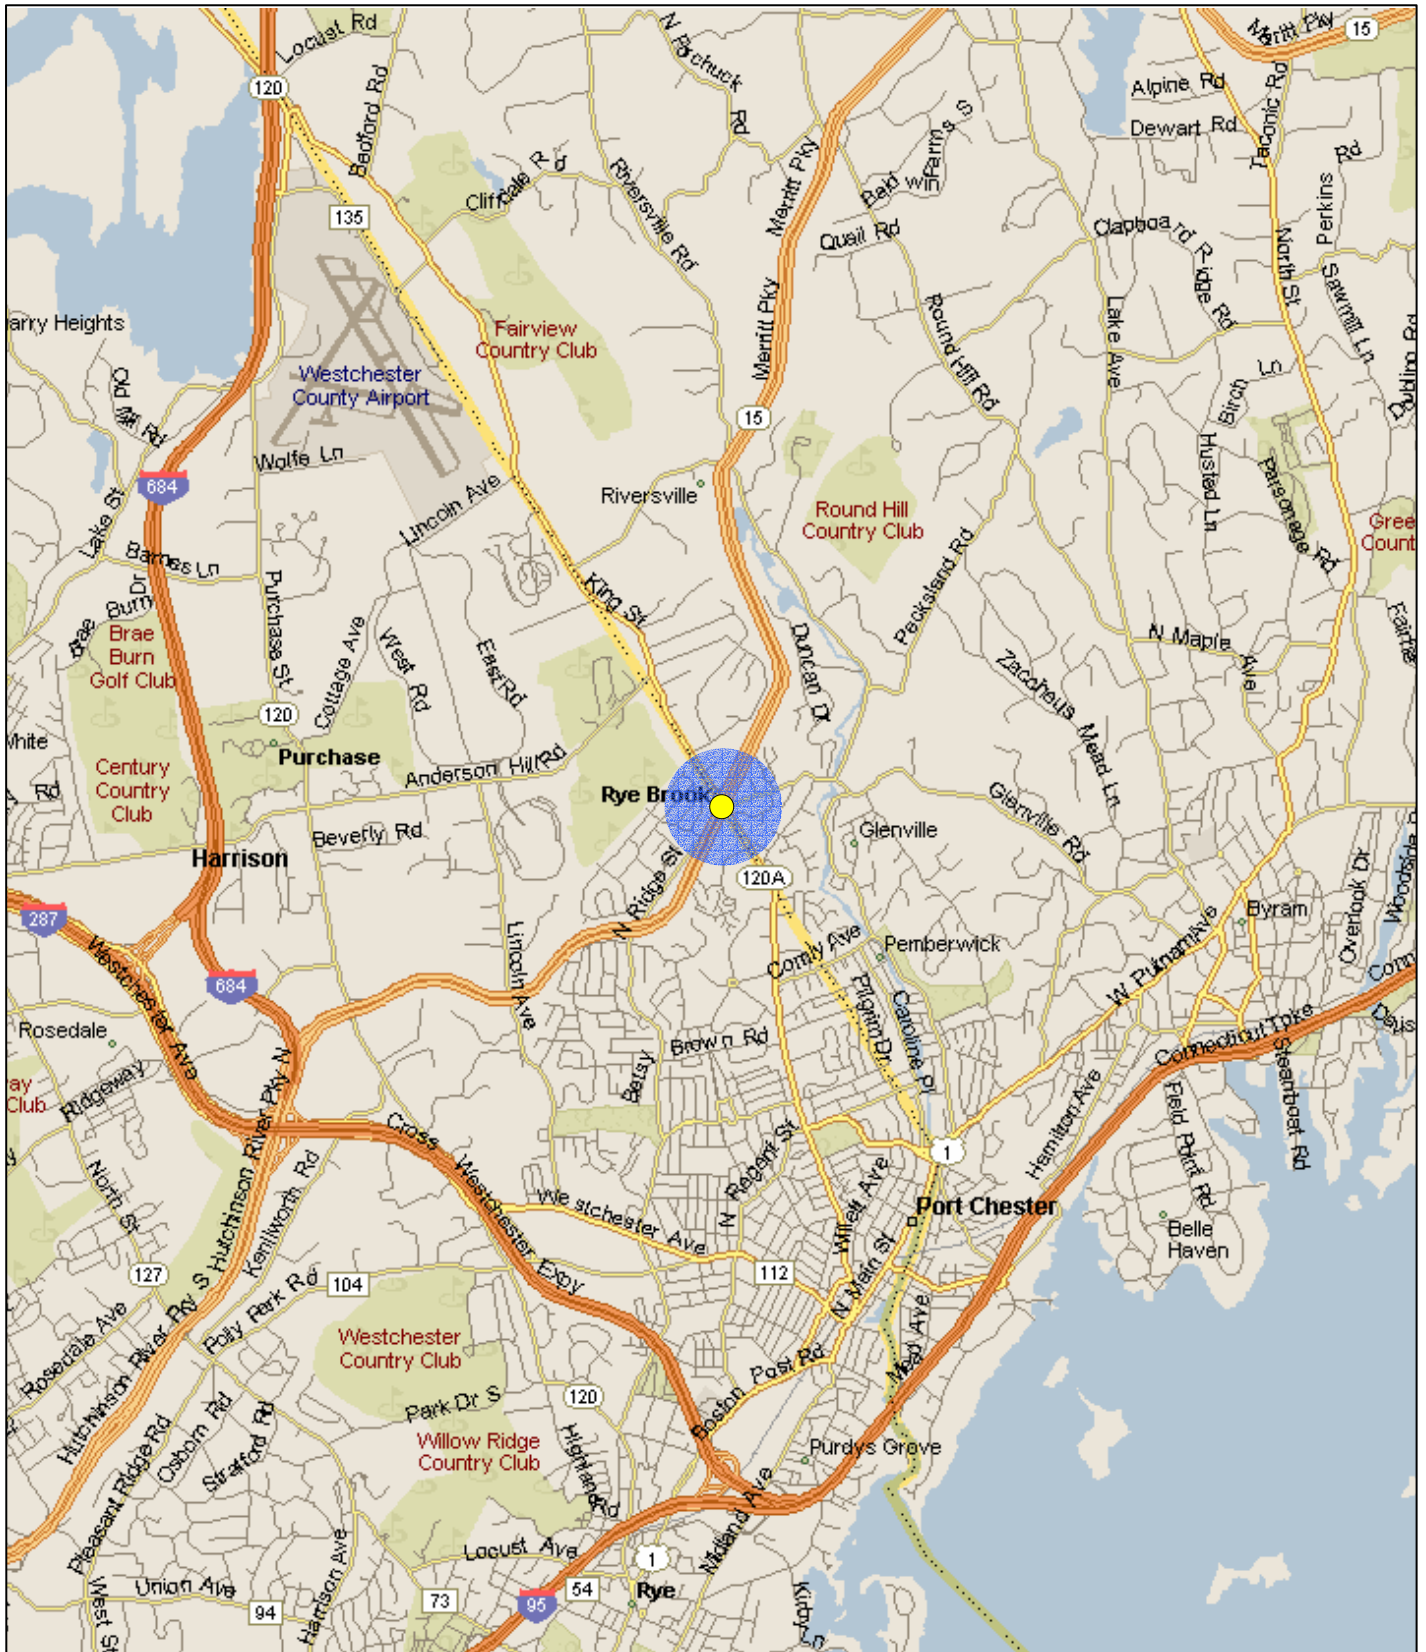 Locust Rd
N Porchuck
Rd
Merritt Pky
15
120
Bedford Rd
Alpine Rd
Dewart Rd
Taconic Rd
Cliffdale Rd
Riversville Rd
Merritt Pky
Bald Win Farms S
Perkins Rd
135
Quail Rd
Clapboard Ridge Rd
North St
Sawmill Ln
arry Heights
Fairview
Country Club
Merritt Pky
Round Hill Rd
Lake Ave
Westchester
County Airport
Old
Mill Rd
Birch Ln
15
Wolfe Ln
684
Lincoln Ave
Riversville
Round Hill
Country Club
Husted Ln
Parsonage Rd
Gree
Count
Lake St
Barnes Ln
Brae Burn Dr
Purchase St
King St
Pecksland Rd
Brae
Burn
Golf Club
Cottage Ave
West Rd
East Rd
Duncan Dr
N Maple Ave
Zaccheus Mead Ln
120
White
Purchase
Century
Country
Club
Rd
Anderson Hill Rd
Rye Brook
Glenville Rd
Beverly Rd
Glenville
Harrison
N Ridge St
120A
Overlook Dr
Woodside
287
Byram
Westchester Ave
Lincoln Ave
Comly Ave
Pemberwick
W Putnam Ave
Conn
684
Pilgrim Dr
Caroline Pl
Rosedale
Brown Rd
Connecticut Tpke
Davis
Steamboat Rd
ay
Club
Ridgeway
Betsy
Hamilton Ave
Field Point Rd
y
Cross Westchester Expy
1
North St
Hutchinson River Pky N
Kenilworth Rd
N Regent St
Westchester Ave
Willett Ave
Port Chester
Belle
Haven
127
104
112
N Main St
Hutchinson River Pky S
Polly Park Rd
Rosedale Ave
Westchester
Country Club
Boston Post Rd
Mead Ave
120
Park Dr S
Osborn Rd
Stratford Rd
Willow Ridge
Country Club
Highland Rd
Purdys Grove
Pleasant Ridge Rd
Midland Ave
Locust Ave
1
Harrison Ave
Union Ave
West St
94
73
54
95
Rye
Kirby Ln